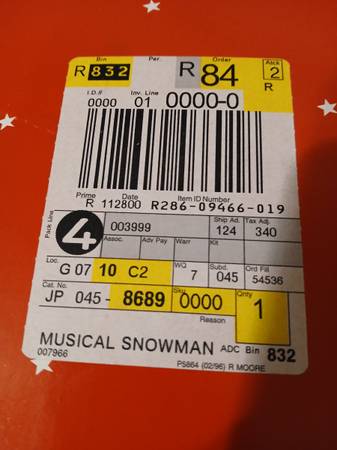 Bin Per. Order Atck
R 832 R 84 2
R
I.D.# Inv. Line
0000 01 0000-0
Prime Date Item ID Number
R 112800 R286-09466-019
Pack Line 4 003999 Ship Ad. 124 Tax Adj. 340
Assoc. Adv Pay Warr Kit
Loc. G 07 10 C2 WQ 7 Subd. 045 Ord Fill 54536
Cat. No. JP 045- 8689 Sku 0000 Qnty 1
Reason
MUSICAL SNOWMAN ADC Bin 832
007966
P5864 (02/96) R MOORE